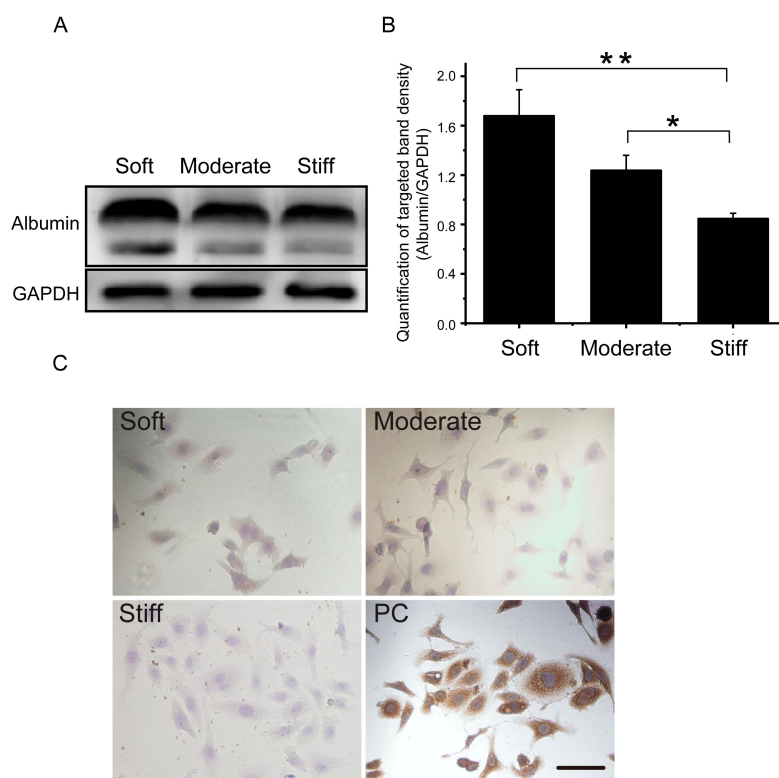 A
B
Soft Moderate Stiff
Albumin
GAPDH
Quantification of targeted band density
(Albumin/GAPDH)
2.0
1.6
1.2
0.8
0.4
0.0
**
*
Soft Moderate Stiff
C
Soft
Moderate
Stiff
PC